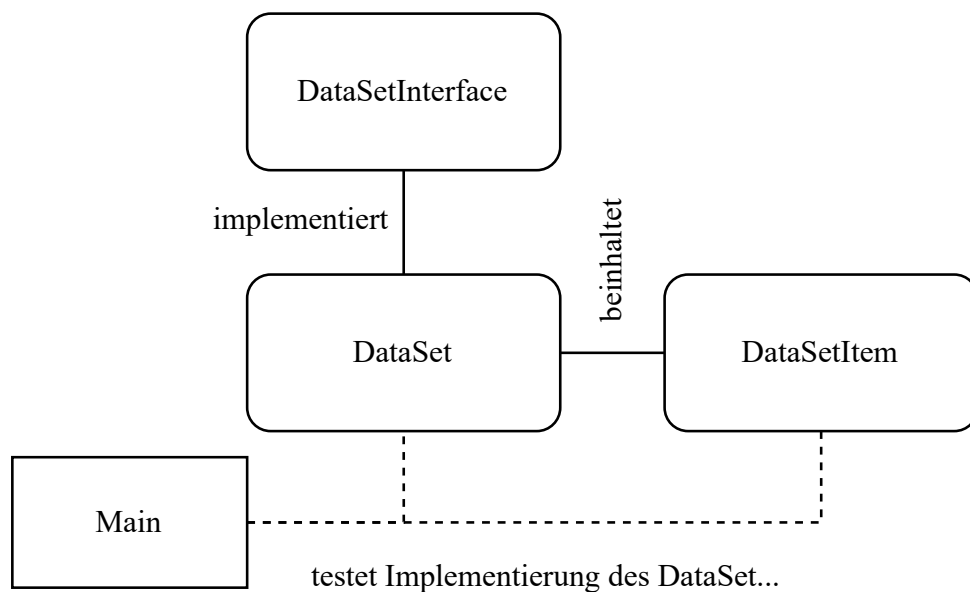 DataSetInterface
implementiert
beinhaltet
DataSet
DataSetItem
Main
testet Implementierung des DataSet...